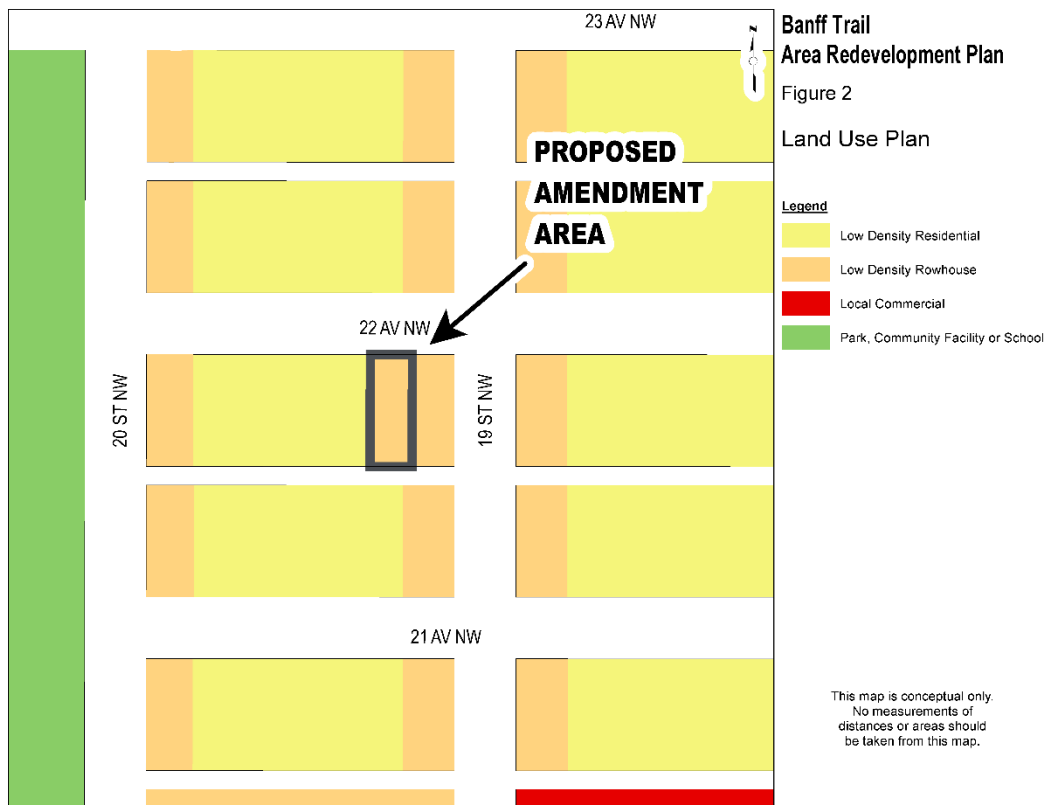 23 AV NW
N
Banff Trail
Area Redevelopment Plan
Figure 2
Land Use Plan
PROPOSED
AMENDMENT
AREA
Legend
Low Density Residential
Low Density Rowhouse
Local Commercial
Park, Community Facility or School
22 AV NW
20 ST NW
19 ST NW
21 AV NW
This map is conceptual only.
No measurements of
distances or areas should
be taken from this map.